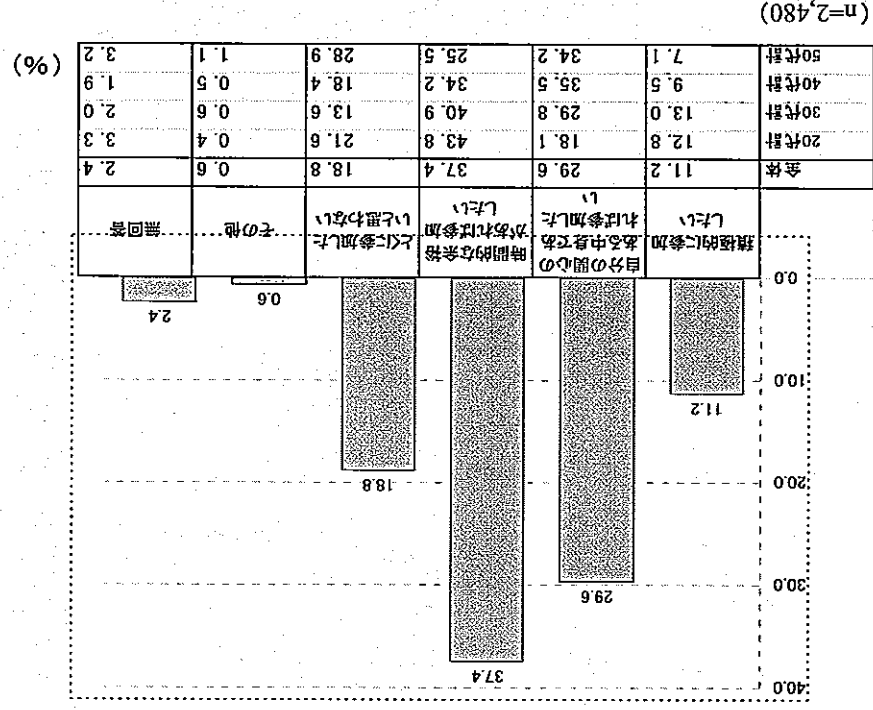 40.0
30.0
20.0
10.0
0.0
11.2
29.6
37.4
18.8
0.6
2.4
積極的に参加
したい
自分の関心の
ある中身であ
れば参加した
い
時間的な余裕
があれば参加
したい
とくに参加した
いと思わない
その他
無回答
全体 11.2 29.6 37.4 18.8 0.6 2.4
20代計 12.8 18.1 43.8 21.6 0.4 3.3
30代計 13.0 29.8 40.9 13.6 0.6 2.0
40代計 9.5 35.5 34.2 18.4 0.5 1.9
50代計 7.1 34.2 25.5 28.9 1.1 3.2
(%)
(n=2,480)